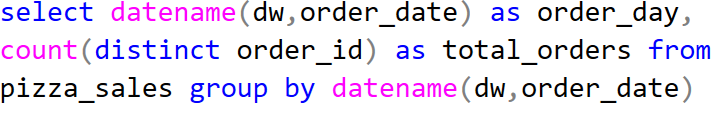 select datename(dw,order_date) as order_day,
count(distinct order_id) as total_orders from
pizza_sales group by datename(dw,order_date)